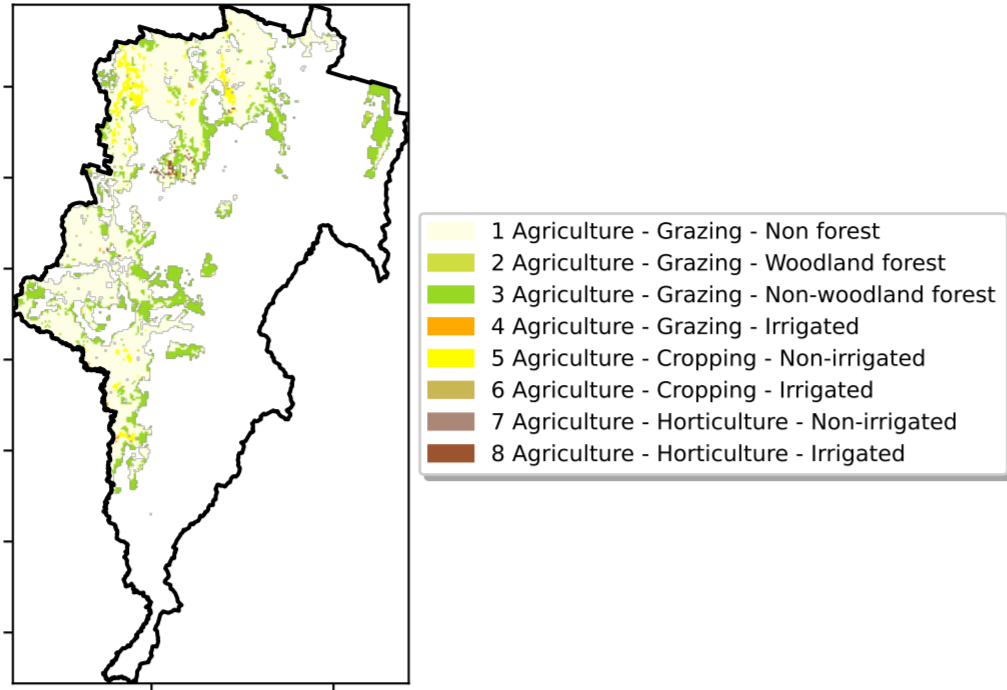 1 Agriculture - Grazing - Non forest
2 Agriculture - Grazing - Woodland forest
3 Agriculture - Grazing - Non-woodland forest
4 Agriculture - Grazing - Irrigated
5 Agriculture - Cropping - Non-irrigated
6 Agriculture - Cropping - Irrigated
7 Agriculture - Horticulture - Non-irrigated
8 Agriculture - Horticulture - Irrigated